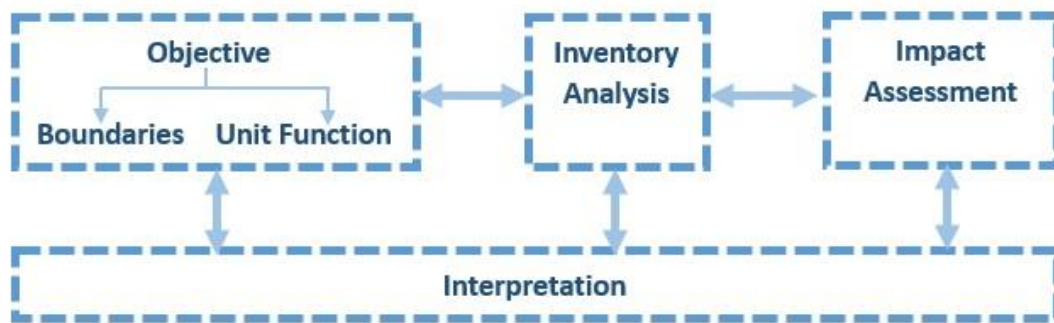 Objective
Boundaries
Unit Function
Inventory
Analysis
Impact
Assessment
Interpretation